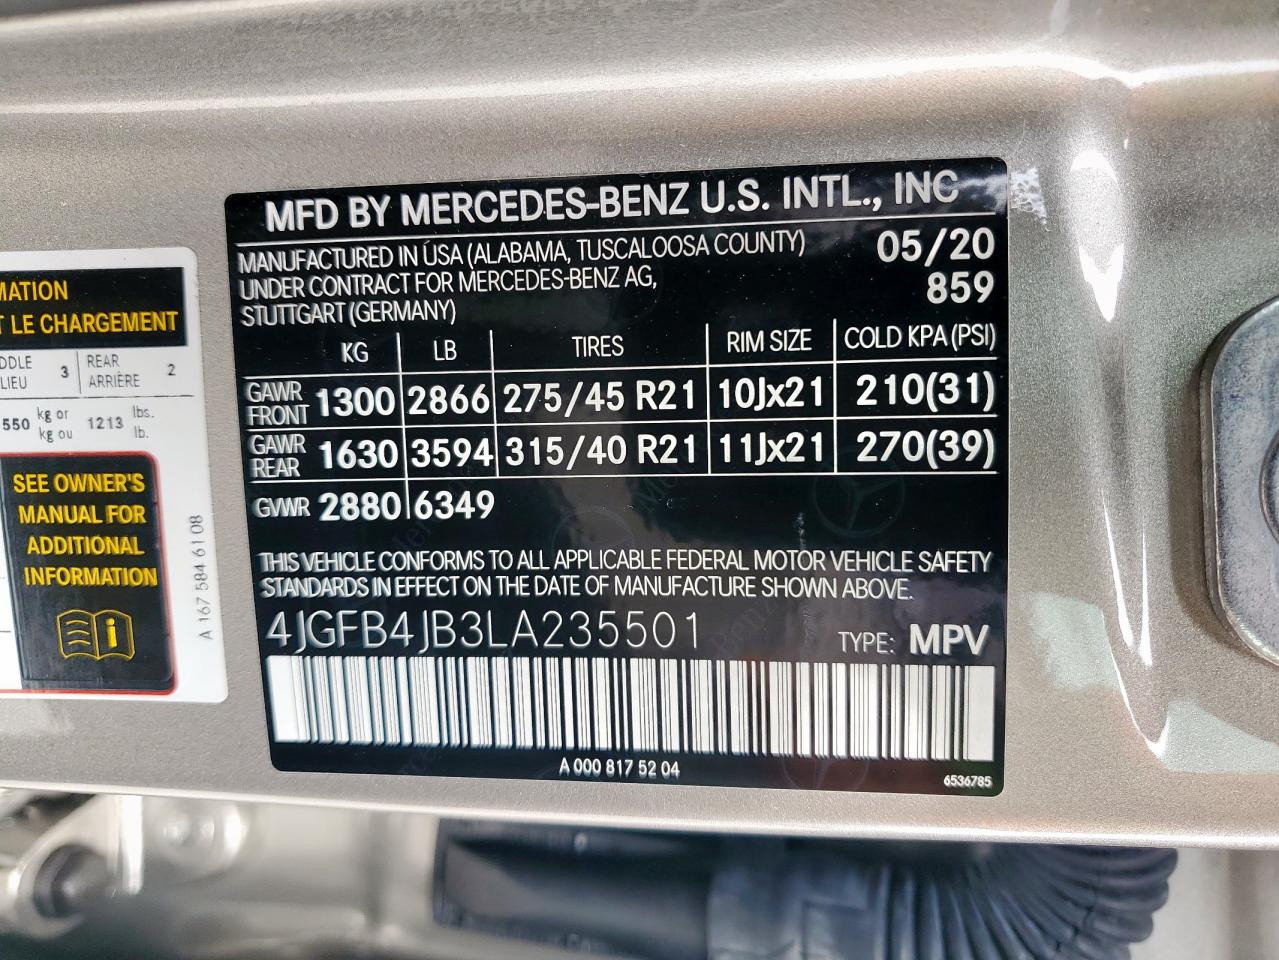 MFD BY MERCEDES-BENZ U.S. INTL., INC
MANUFACTURED IN USA (ALABAMA, TUSCALOOSA COUNTY) 05/20
UNDER CONTRACT FOR MERCEDES-BENZ AG, 859
STUTTGART (GERMANY)
KG LB TIRES RIM SIZE COLD KPA (PSI)
GAWR FRONT 1300 2866 275/45 R21 10Jx21 210(31)
GAWR REAR 1630 3594 315/40 R21 11Jx21 270(39)
GVWR 2880 6349
THIS VEHICLE CONFORMS TO ALL APPLICABLE FEDERAL MOTOR VEHICLE SAFETY
STANDARDS IN EFFECT ON THE DATE OF MANUFACTURE SHOWN ABOVE.
4JGFB4JB3LA235501 TYPE: MPV
A 000 817 52 04
6536785
MATION
T LE CHARGEMENT
DDLE 3 REAR 2
LIEU ARRIÈRE
550 kg or 1213 lbs.
kg ou lb.
SEE OWNER'S
MANUAL FOR
ADDITIONAL
INFORMATION
A 167 584 61 08